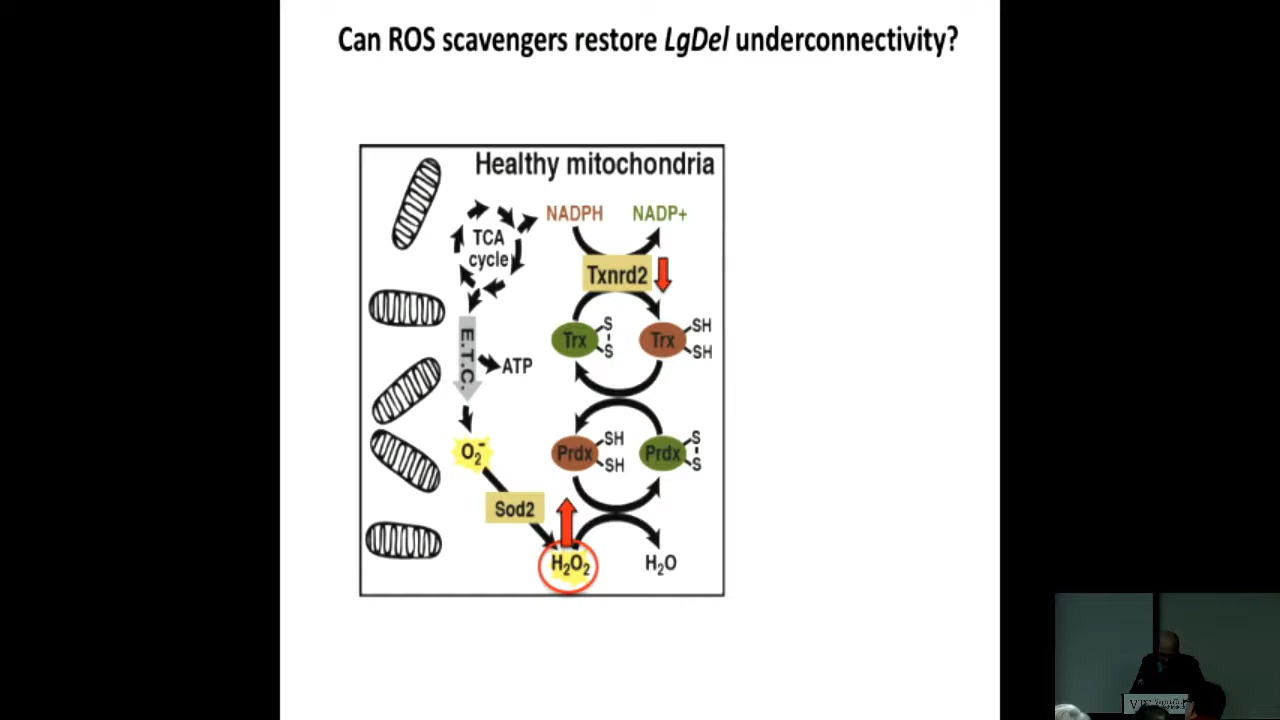 Can ROS scavengers restore LgDel underconnectivity?
Healthy mitochondria
NADPH NADP+
TCA
cycle
Txnrd2
E.T.C.
ATP
Trx S S
Trx SH SH
O2-
Prdx SH SH
Prdx S S
Sod2
H2O2
H2O